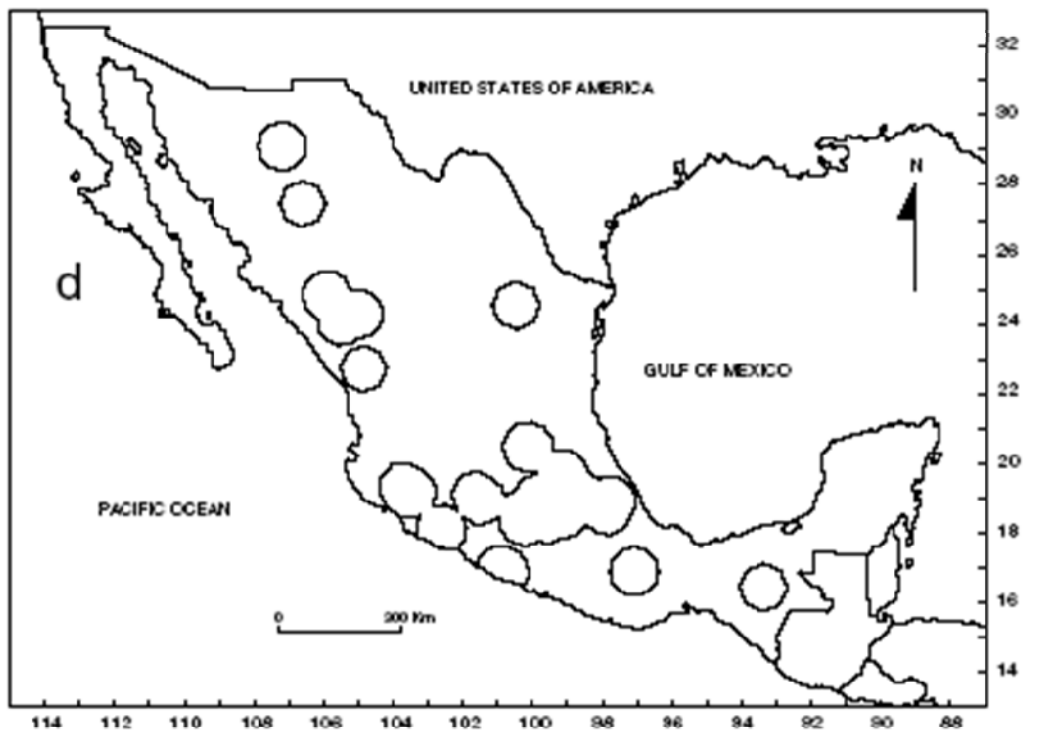 32
UNITED STATES OF AMERICA
30
N
28
26
d
24
GULF OF MEXICO
22
20
PACIFIC OCEAN
18
16
0 300 Km
14
114 112 110 108 106 104 102 100 98 96 94 92 90 88